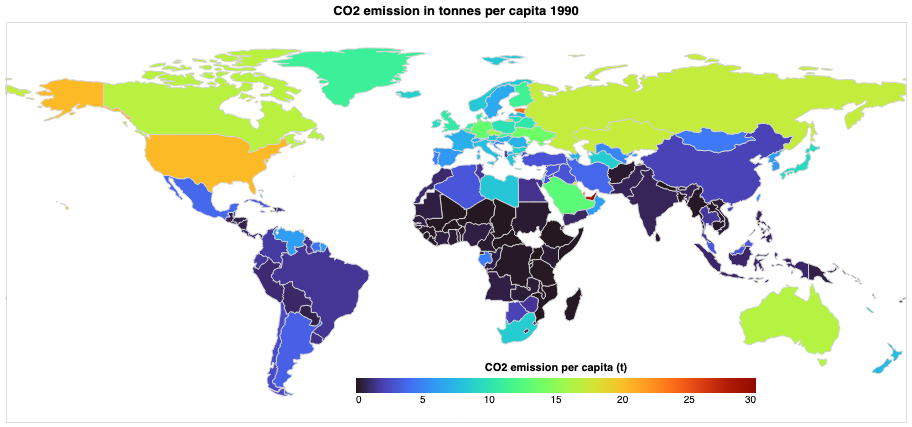 CO2 emission in tonnes per capita 1990
CO2 emission per capita (t)
0 5 10 15 20 25 30